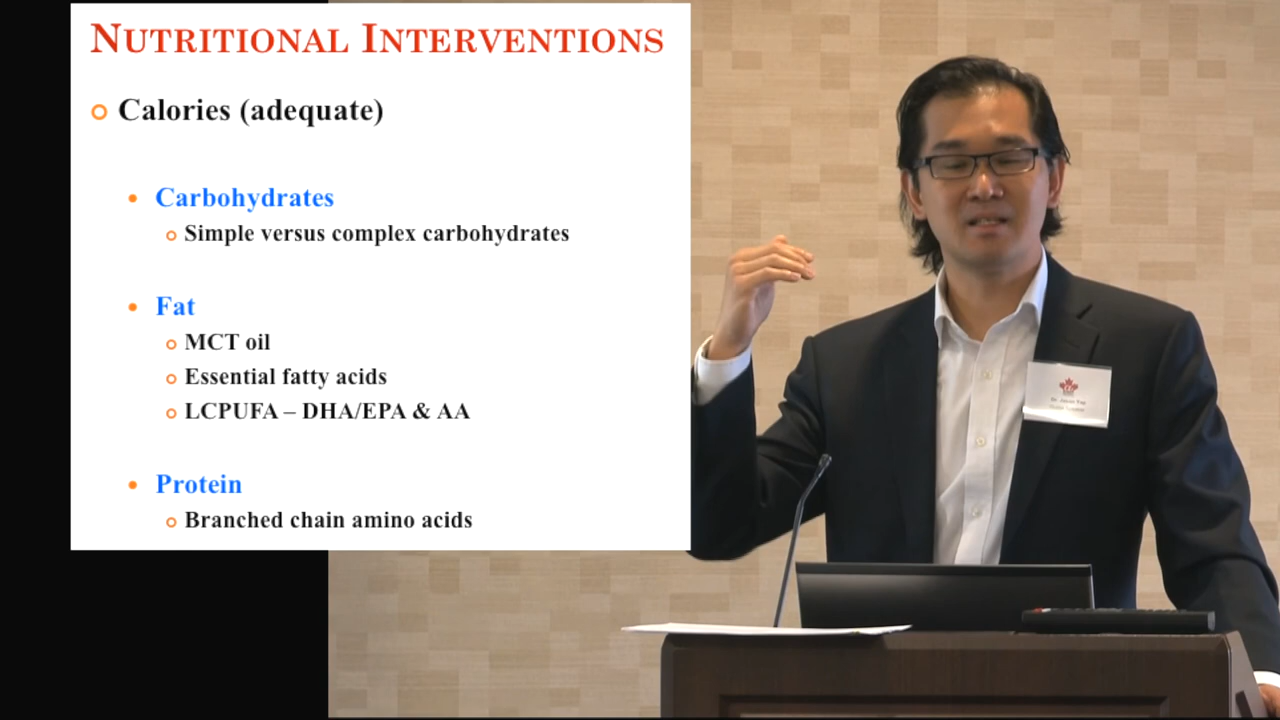 NUTRITIONAL INTERVENTIONS
Calories (adequate)
Carbohydrates
Simple versus complex carbohydrates
Fat
MCT oil
Essential fatty acids
LCPUFA – DHA/EPA & AA
Protein
Branched chain amino acids
Dr.